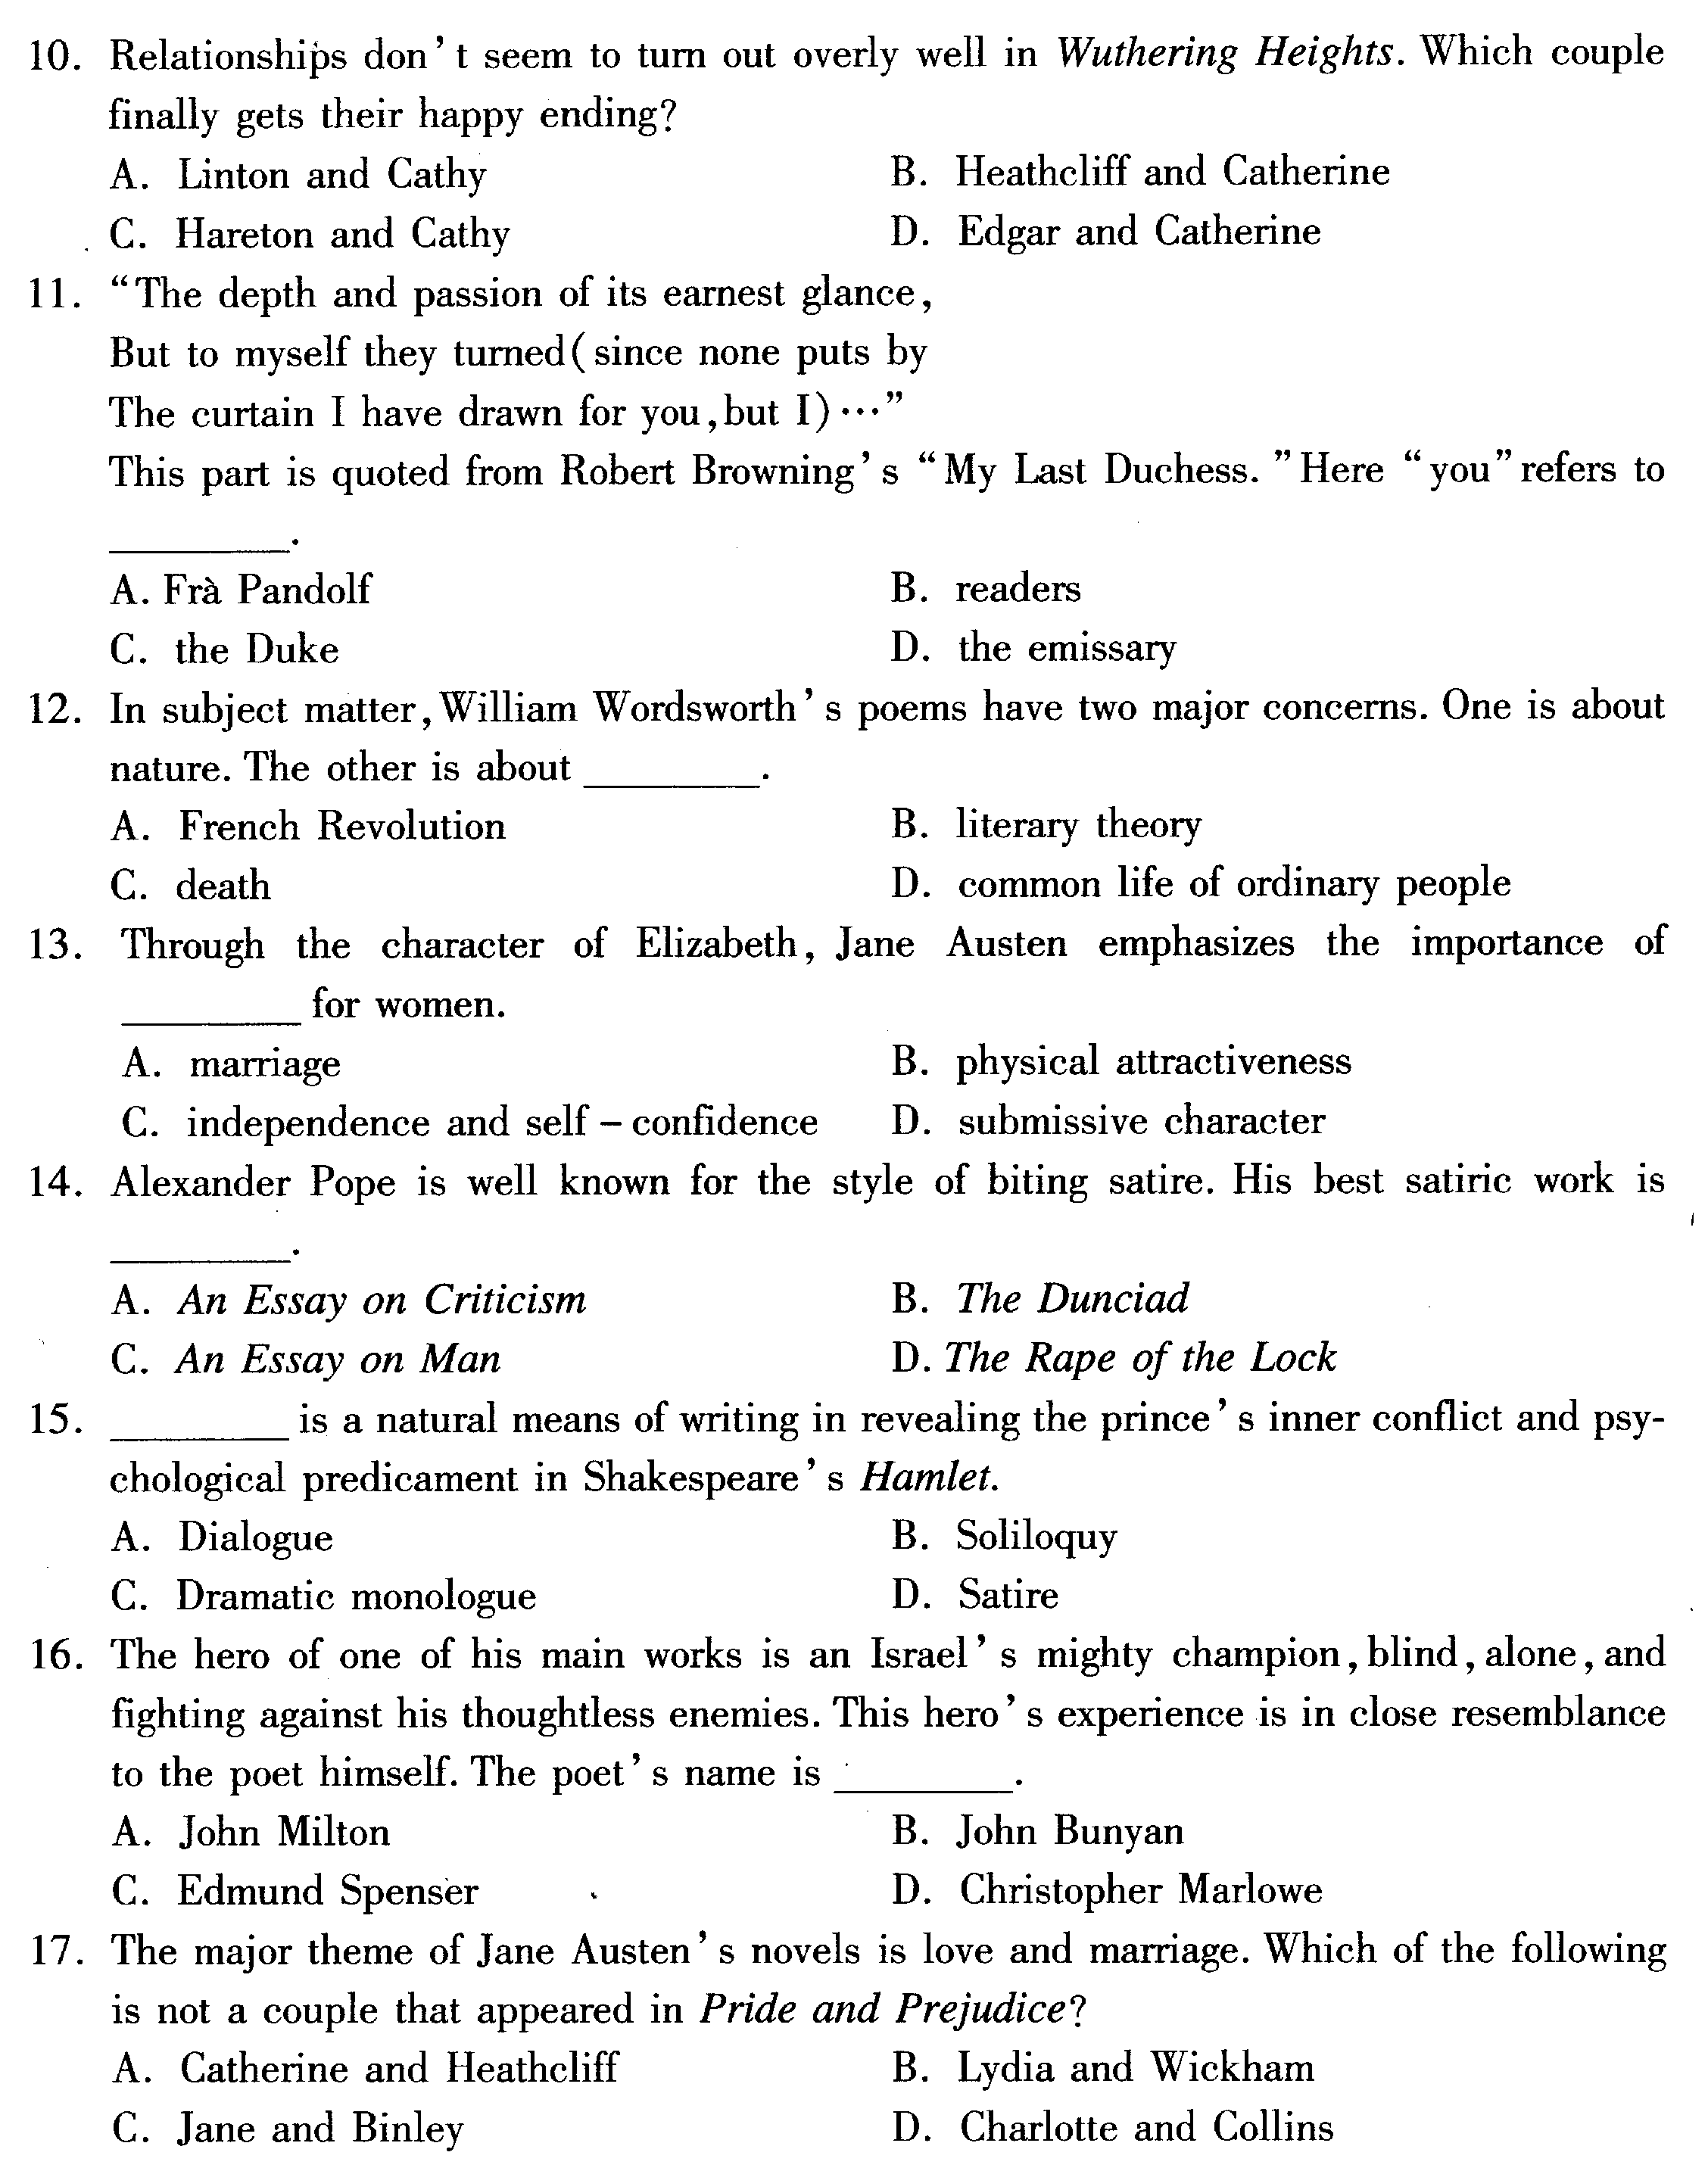 10. Relationships don't seem to turn out overly well in Wuthering Heights. Which couple
finally gets their happy ending?
A. Linton and Cathy B. Heathcliff and Catherine
C. Hareton and Cathy D. Edgar and Catherine
11. “The depth and passion of its earnest glance,
But to myself they turned(since none puts by
The curtain I have drawn for you,but I)…”
This part is quoted from Robert Browning's “My Last Duchess.”Here “you”refers to
________.
A. Frà Pandolf B. readers
C. the Duke D. the emissary
12. In subject matter,William Wordsworth's poems have two major concerns. One is about
nature. The other is about ________.
A. French Revolution B. literary theory
C. death D. common life of ordinary people
13. Through the character of Elizabeth, Jane Austen emphasizes the importance of
________ for women.
A. marriage B. physical attractiveness
C. independence and self–confidence D. submissive character
14. Alexander Pope is well known for the style of biting satire. His best satiric work is
________.
A. An Essay on Criticism B. The Dunciad
C. An Essay on Man D. The Rape of the Lock
15. ________ is a natural means of writing in revealing the prince's inner conflict and psy-
chological predicament in Shakespeare's Hamlet.
A. Dialogue B. Soliloquy
C. Dramatic monologue D. Satire
16. The hero of one of his main works is an Israel's mighty champion,blind,alone,and
fighting against his thoughtless enemies. This hero's experience is in close resemblance
to the poet himself. The poet's name is ________.
A. John Milton B. John Bunyan
C. Edmund Spenser D. Christopher Marlowe
17. The major theme of Jane Austen's novels is love and marriage. Which of the following
is not a couple that appeared in Pride and Prejudice?
A. Catherine and Heathcliff B. Lydia and Wickham
C. Jane and Binley D. Charlotte and Collins